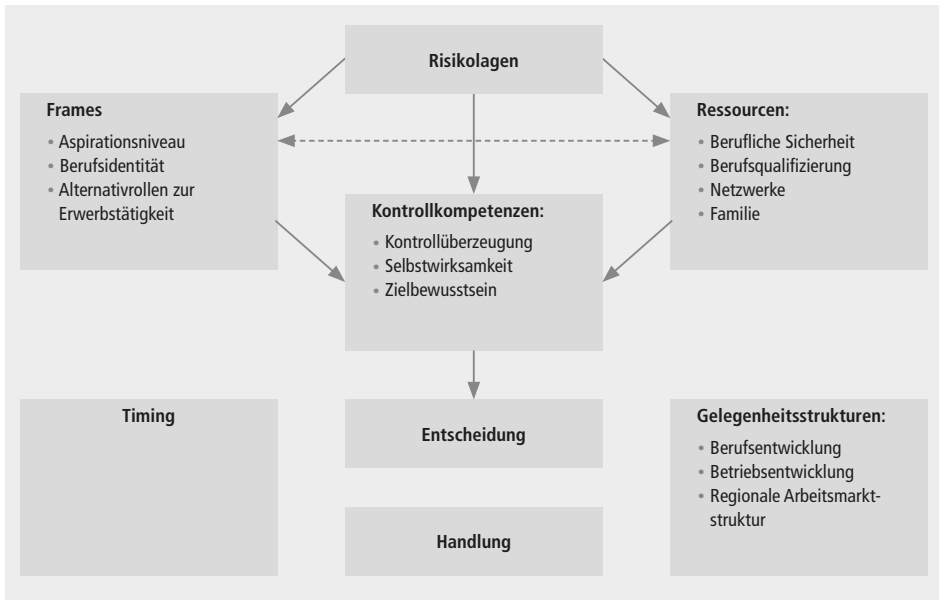 Risikolagen
Frames
• Aspirationsniveau
• Berufsidentität
• Alternativrollen zur
Erwerbstätigkeit
Ressourcen:
• Berufliche Sicherheit
• Berufsqualifizierung
• Netzwerke
• Familie
Kontrollkompetenzen:
• Kontrollüberzeugung
• Selbstwirksamkeit
• Zielbewusstsein
Timing
Entscheidung
Gelegenheitsstrukturen:
• Berufsentwicklung
• Betriebsentwicklung
• Regionale Arbeitsmarkt-
struktur
Handlung